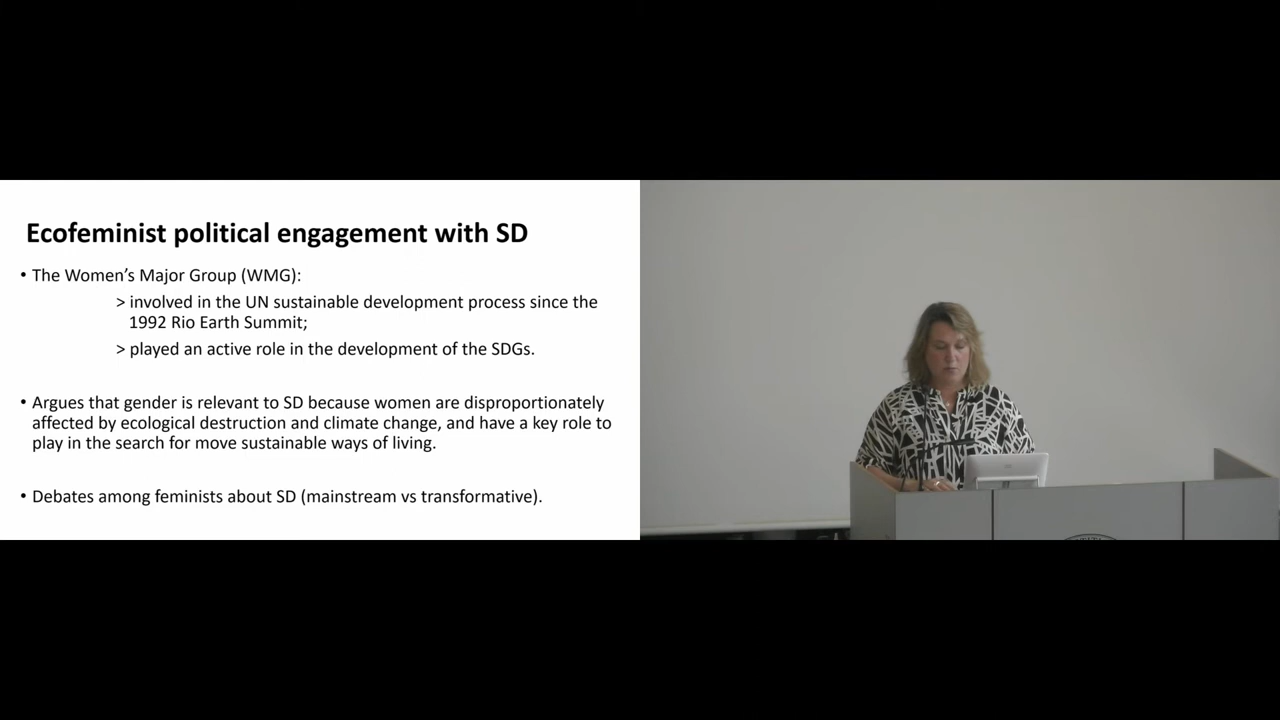 Ecofeminist political engagement with SD
• The Women's Major Group (WMG):
> involved in the UN sustainable development process since the
1992 Rio Earth Summit;
> played an active role in the development of the SDGs.
• Argues that gender is relevant to SD because women are disproportionately
affected by ecological destruction and climate change, and have a key role to
play in the search for move sustainable ways of living.
• Debates among feminists about SD (mainstream vs transformative).